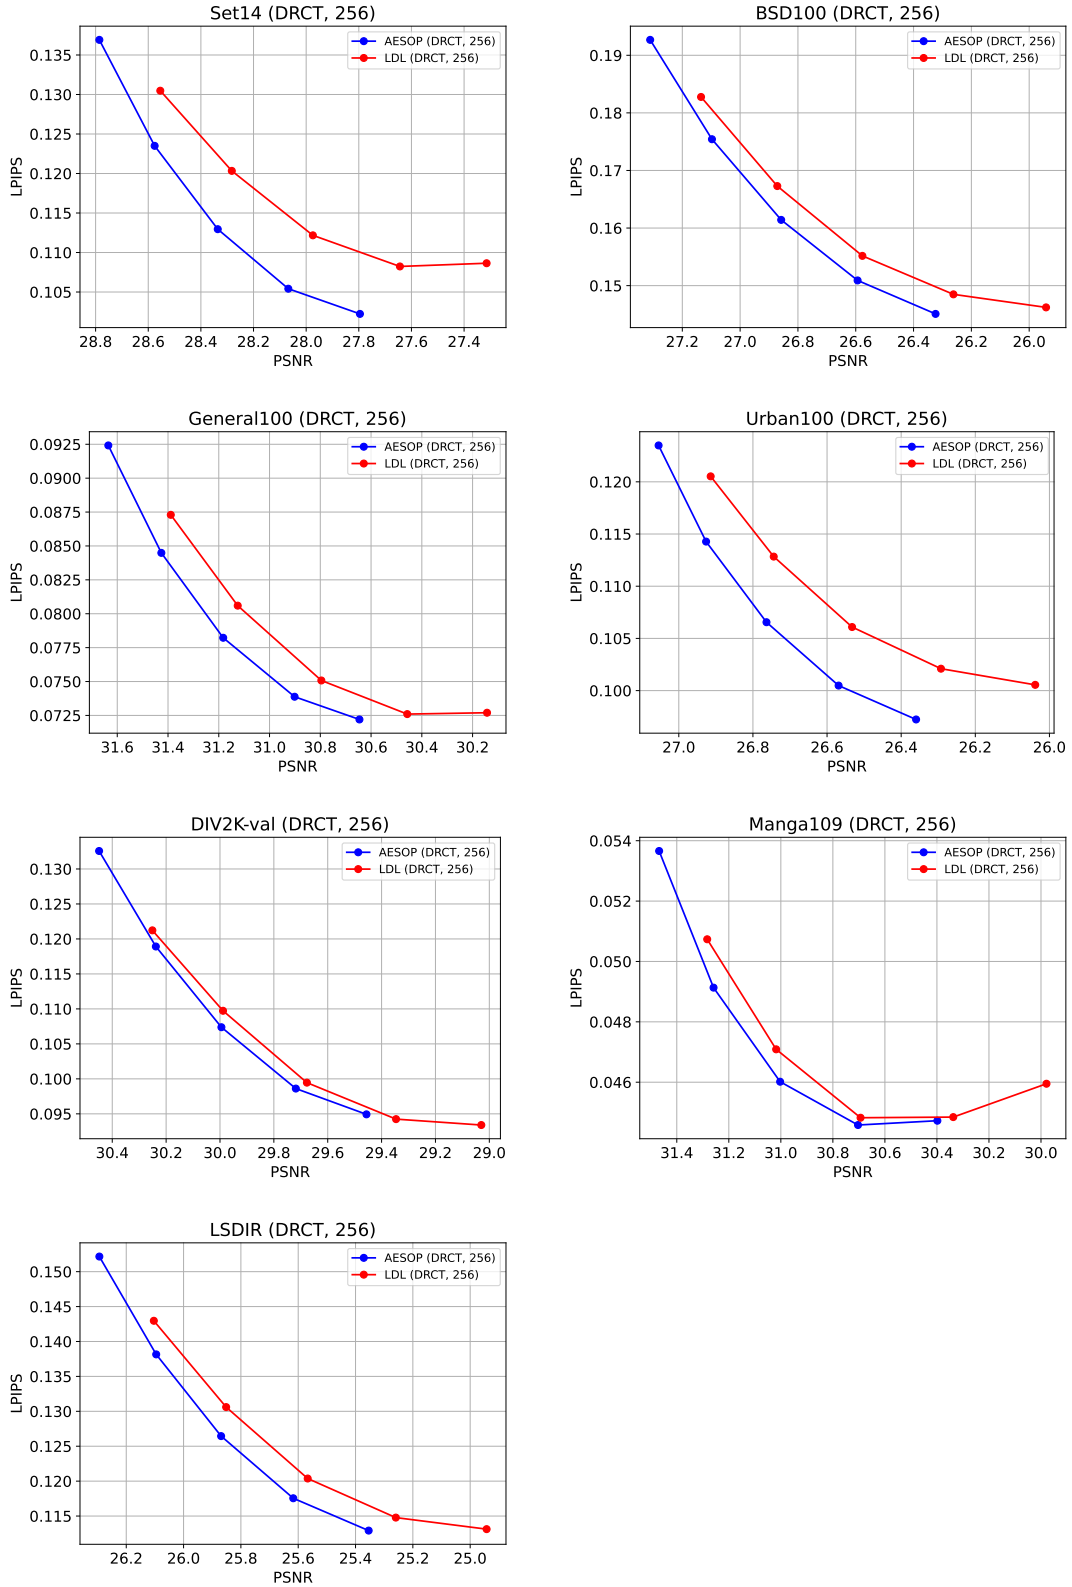 Set14 (DRCT, 256)
AESOP (DRCT, 256)
LDL (DRCT, 256)
0.135
0.130
0.125
0.120
0.115
0.110
0.105
LPIPS
28.8 28.6 28.4 28.2 28.0 27.8 27.6 27.4
PSNR
BSD100 (DRCT, 256)
AESOP (DRCT, 256)
LDL (DRCT, 256)
0.19
0.18
0.17
0.16
0.15
LPIPS
27.2 27.0 26.8 26.6 26.4 26.2 26.0
PSNR
General100 (DRCT, 256)
AESOP (DRCT, 256)
LDL (DRCT, 256)
0.0925
0.0900
0.0875
0.0850
0.0825
0.0800
0.0775
0.0750
0.0725
LPIPS
31.6 31.4 31.2 31.0 30.8 30.6 30.4 30.2
PSNR
Urban100 (DRCT, 256)
AESOP (DRCT, 256)
LDL (DRCT, 256)
0.120
0.115
0.110
0.105
0.100
LPIPS
27.0 26.8 26.6 26.4 26.2 26.0
PSNR
DIV2K-val (DRCT, 256)
AESOP (DRCT, 256)
LDL (DRCT, 256)
0.130
0.125
0.120
0.115
0.110
0.105
0.100
0.095
LPIPS
30.4 30.2 30.0 29.8 29.6 29.4 29.2 29.0
PSNR
Manga109 (DRCT, 256)
AESOP (DRCT, 256)
LDL (DRCT, 256)
0.054
0.052
0.050
0.048
0.046
LPIPS
31.4 31.2 31.0 30.8 30.6 30.4 30.2 30.0
PSNR
LSDIR (DRCT, 256)
AESOP (DRCT, 256)
LDL (DRCT, 256)
0.150
0.145
0.140
0.135
0.130
0.125
0.120
0.115
LPIPS
26.2 26.0 25.8 25.6 25.4 25.2 25.0
PSNR